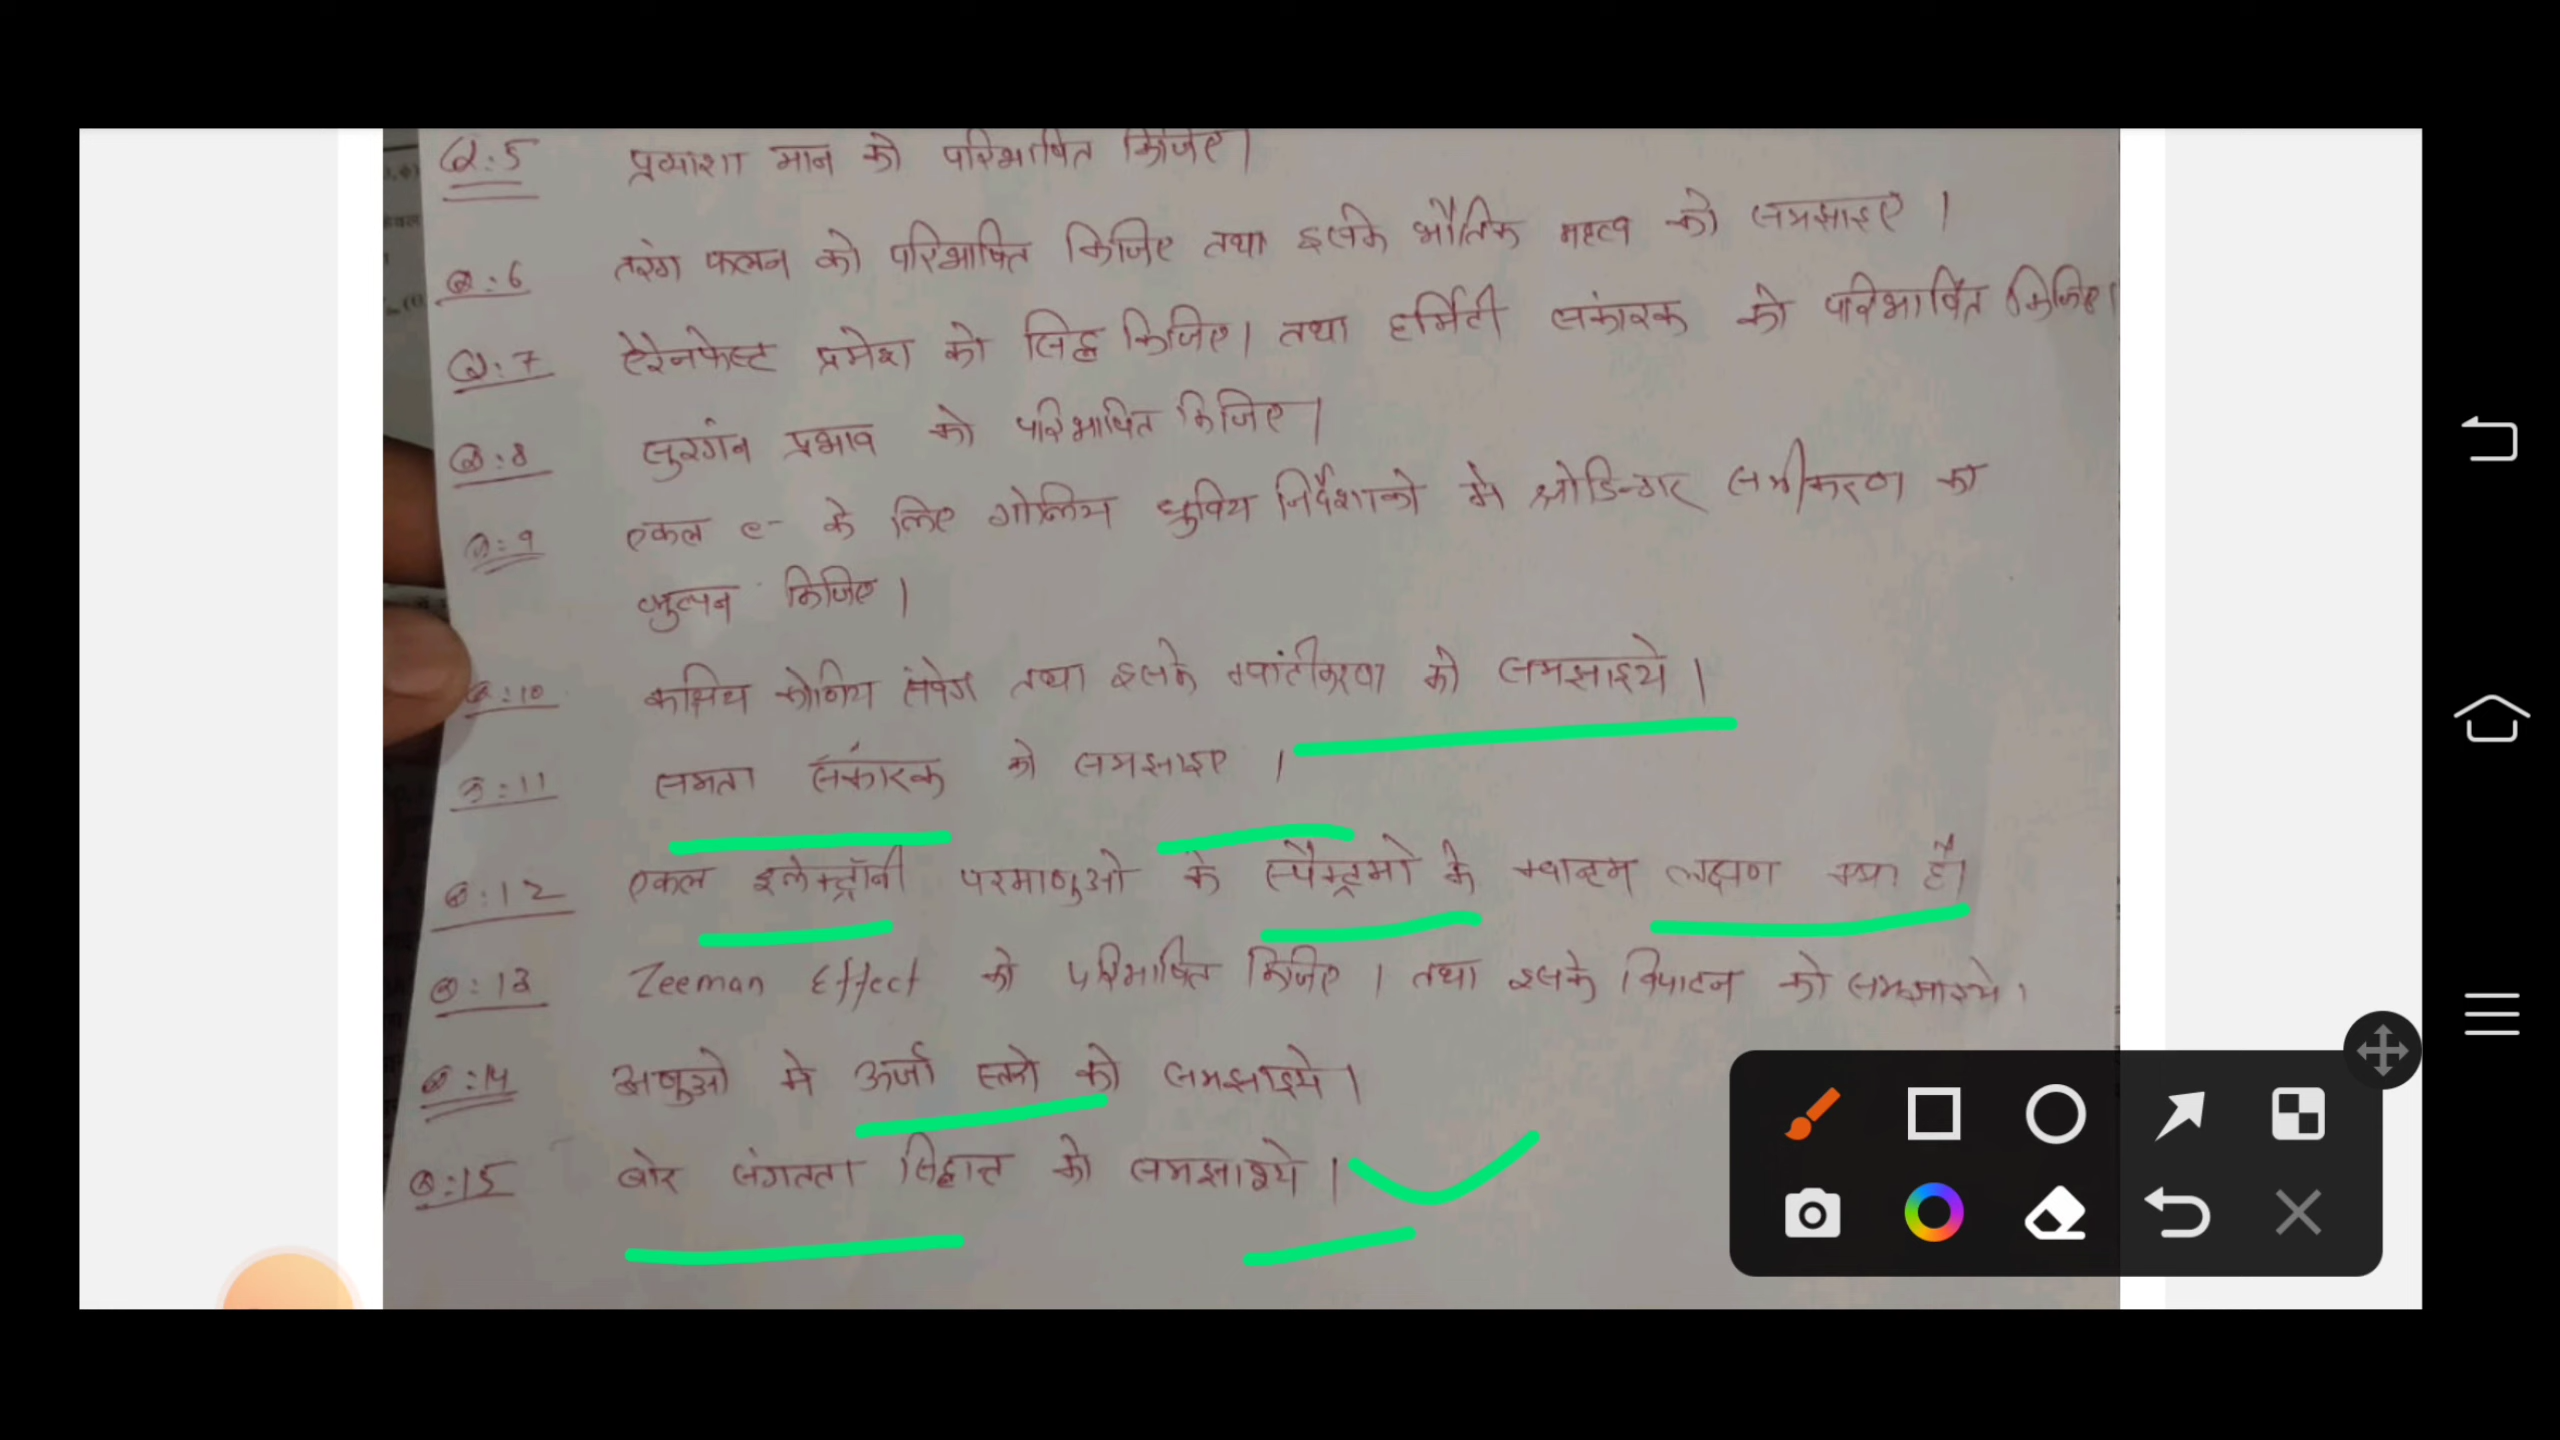 Q:5 प्रत्याशा मान को परिभाषित किजिए।
Q:6 तरंग फलन को परिभाषित किजिए तथा इसके भौतिक महत्व को समझाइए।
Q:7 ऐरेनफेस्ट प्रमेय को सिद्ध किजिए। तथा हर्मिटी संकारक को परिभाषित किजिए।
Q:8 सुरगंन प्रभाव को परिभाषित किजिए।
Q:9 एकल e- के लिए गोलिय ध्रुविय निर्देशाको मे श्रोडिन्गर समीकरण का
व्युत्पन किजिए।
Q:10 कक्षिय कोणिय संवेग तथा इसके क्वांटीकरण को समझाइये।
Q:11 समता संकारक को समझाइए।
Q:12 एकल इलेक्ट्रॉनी परमाणुओ के स्पैक्ट्रमो के क्वान्टम लक्षण क्या है।
Q:13 Zeeman Effect को परिभाषित किजिए। तथा इसके विपाटन को समझाइये।
Q:14 अणुओ मे ऊर्जा स्तरो को समझाइये।
Q:15 बोर संगतता सिद्धान्त को समझाइये।